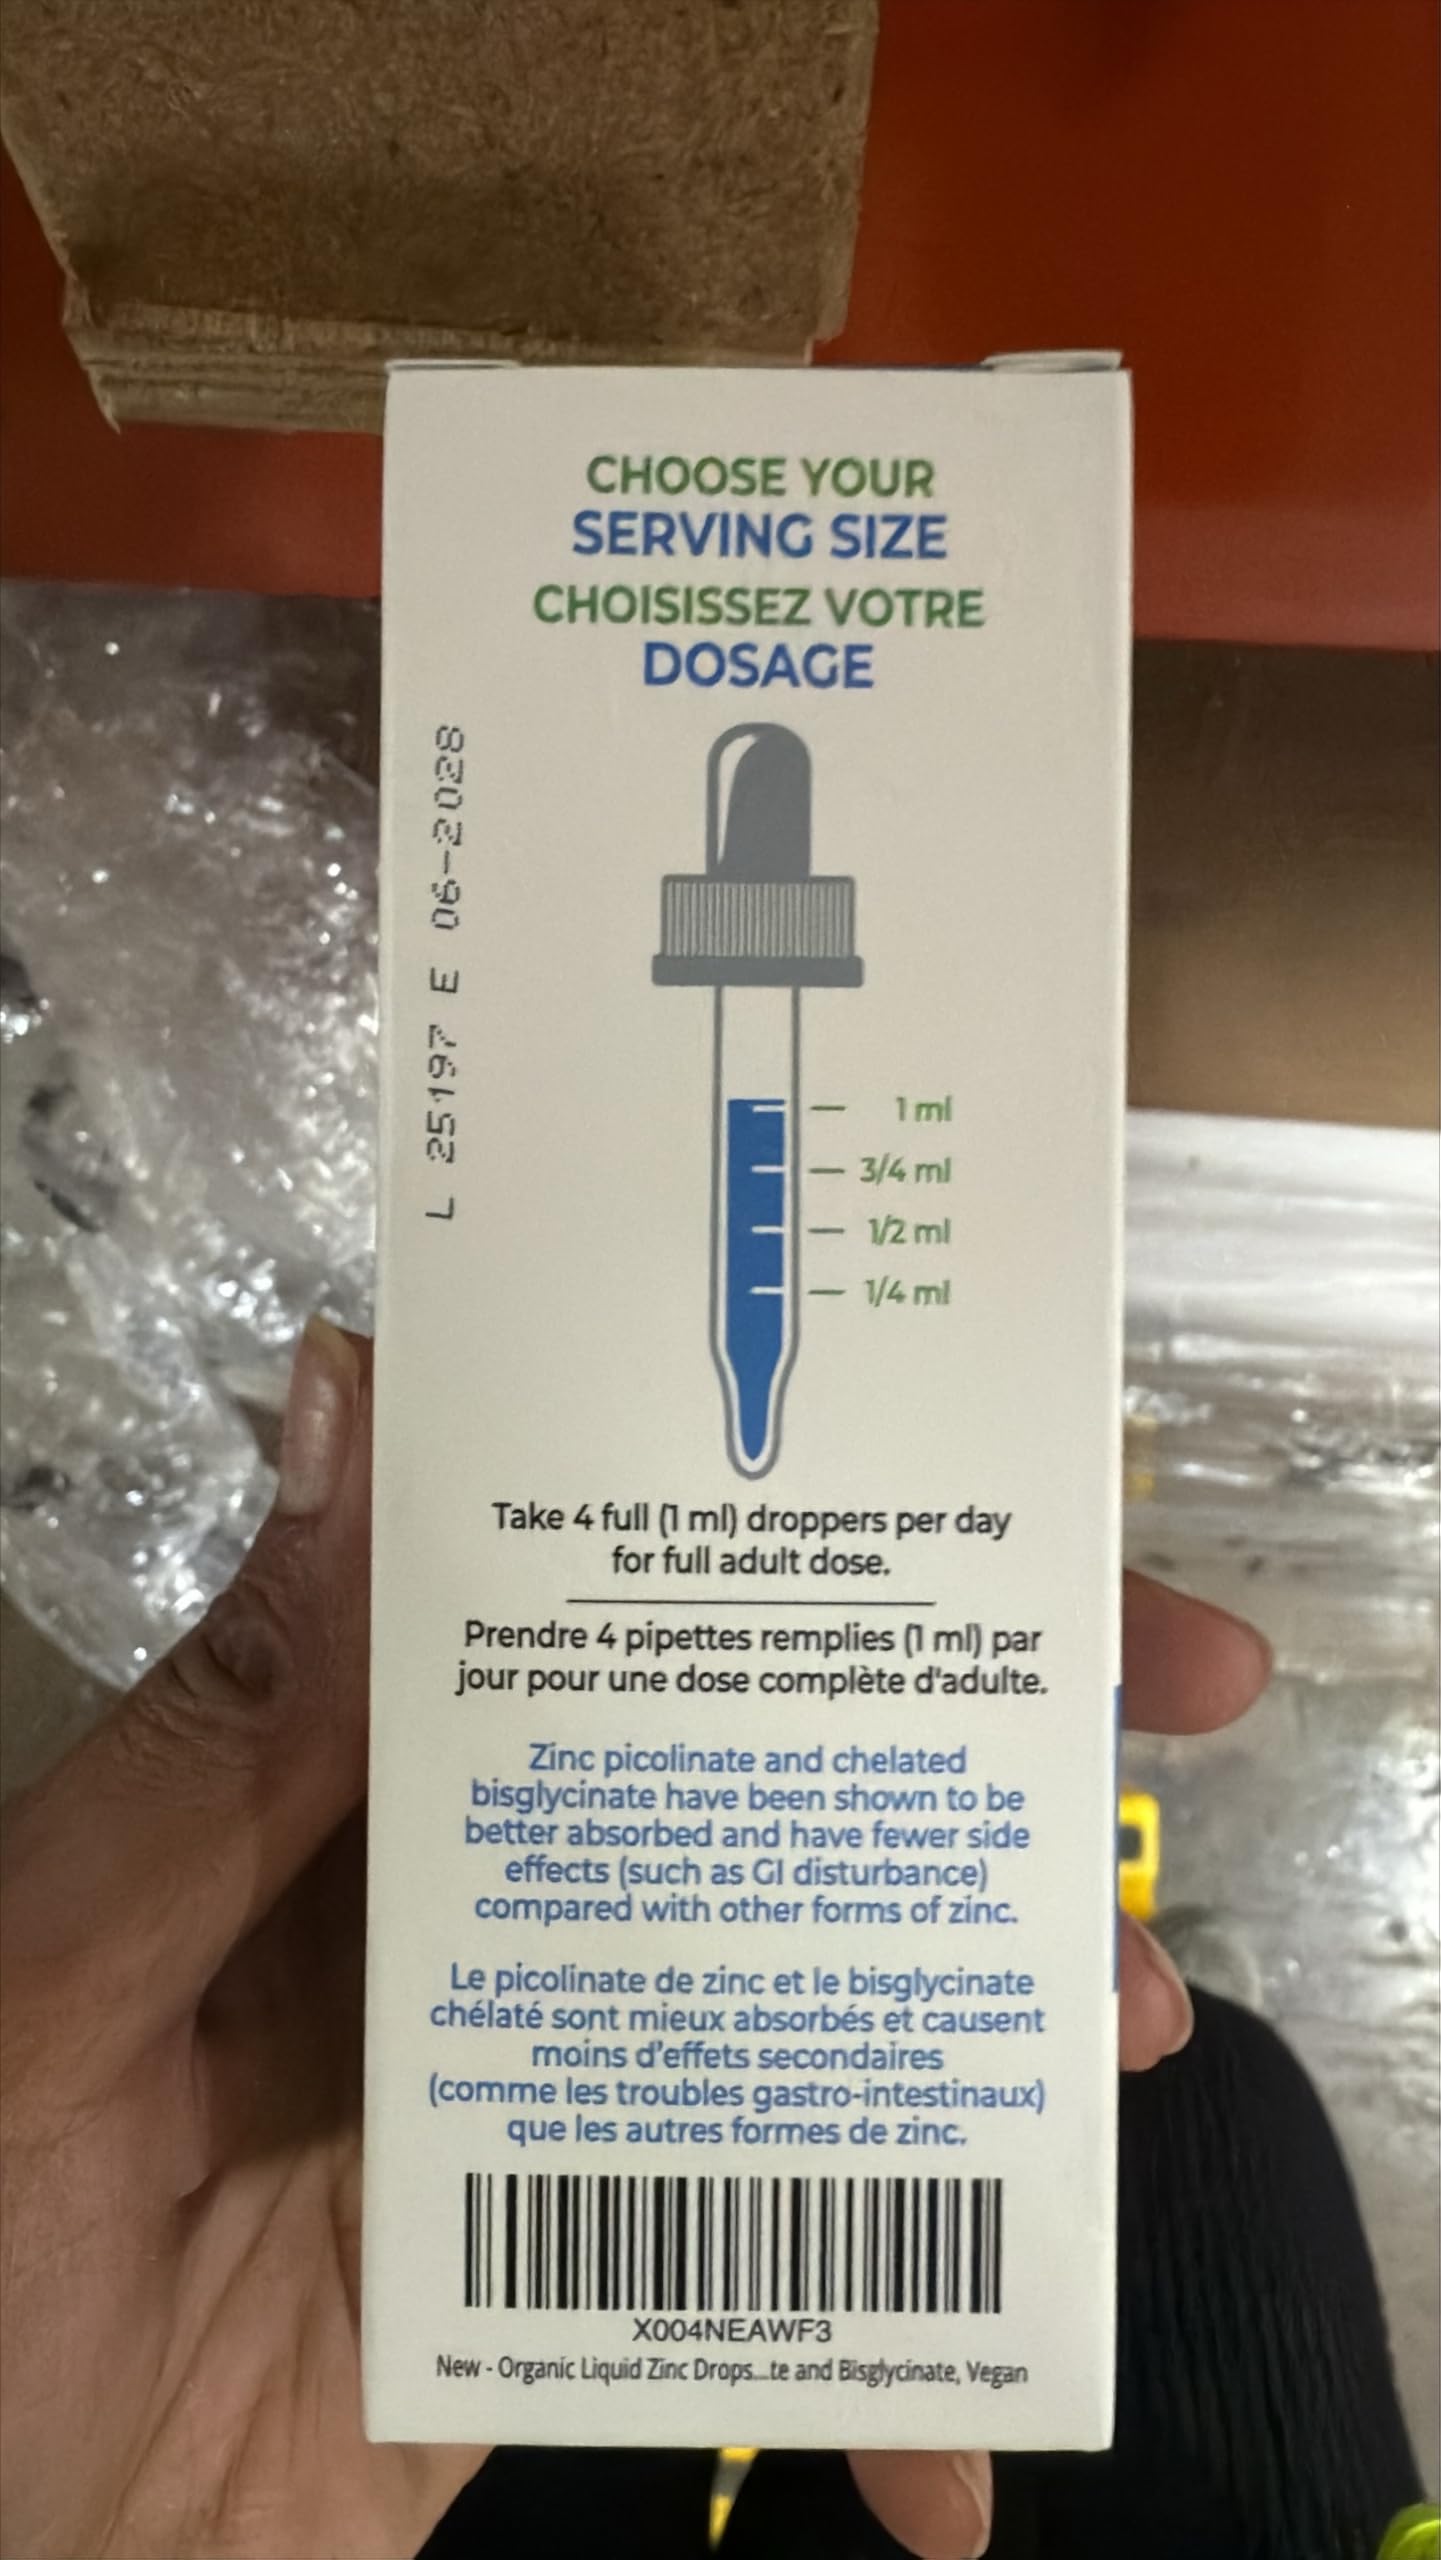 CHOOSE YOUR
SERVING SIZE
CHOISISSEZ VOTRE
DOSAGE
L 25197 E 06-2028
1 ml
3/4 ml
1/2 ml
1/4 ml
Take 4 full (1 ml) droppers per day
for full adult dose.
Prendre 4 pipettes remplies (1 ml) par
jour pour une dose complète d'adulte.
Zinc picolinate and chelated
bisglycinate have been shown to be
better absorbed and have fewer side
effects (such as GI disturbance)
compared with other forms of zinc.
Le picolinate de zinc et le bisglycinate
chélaté sont mieux absorbés et causent
moins d'effets secondaires
(comme les troubles gastro-intestinaux)
que les autres formes de zinc.
X004NEAWF3
New - Organic Liquid Zinc Drops...te and Bisglycinate, Vegan